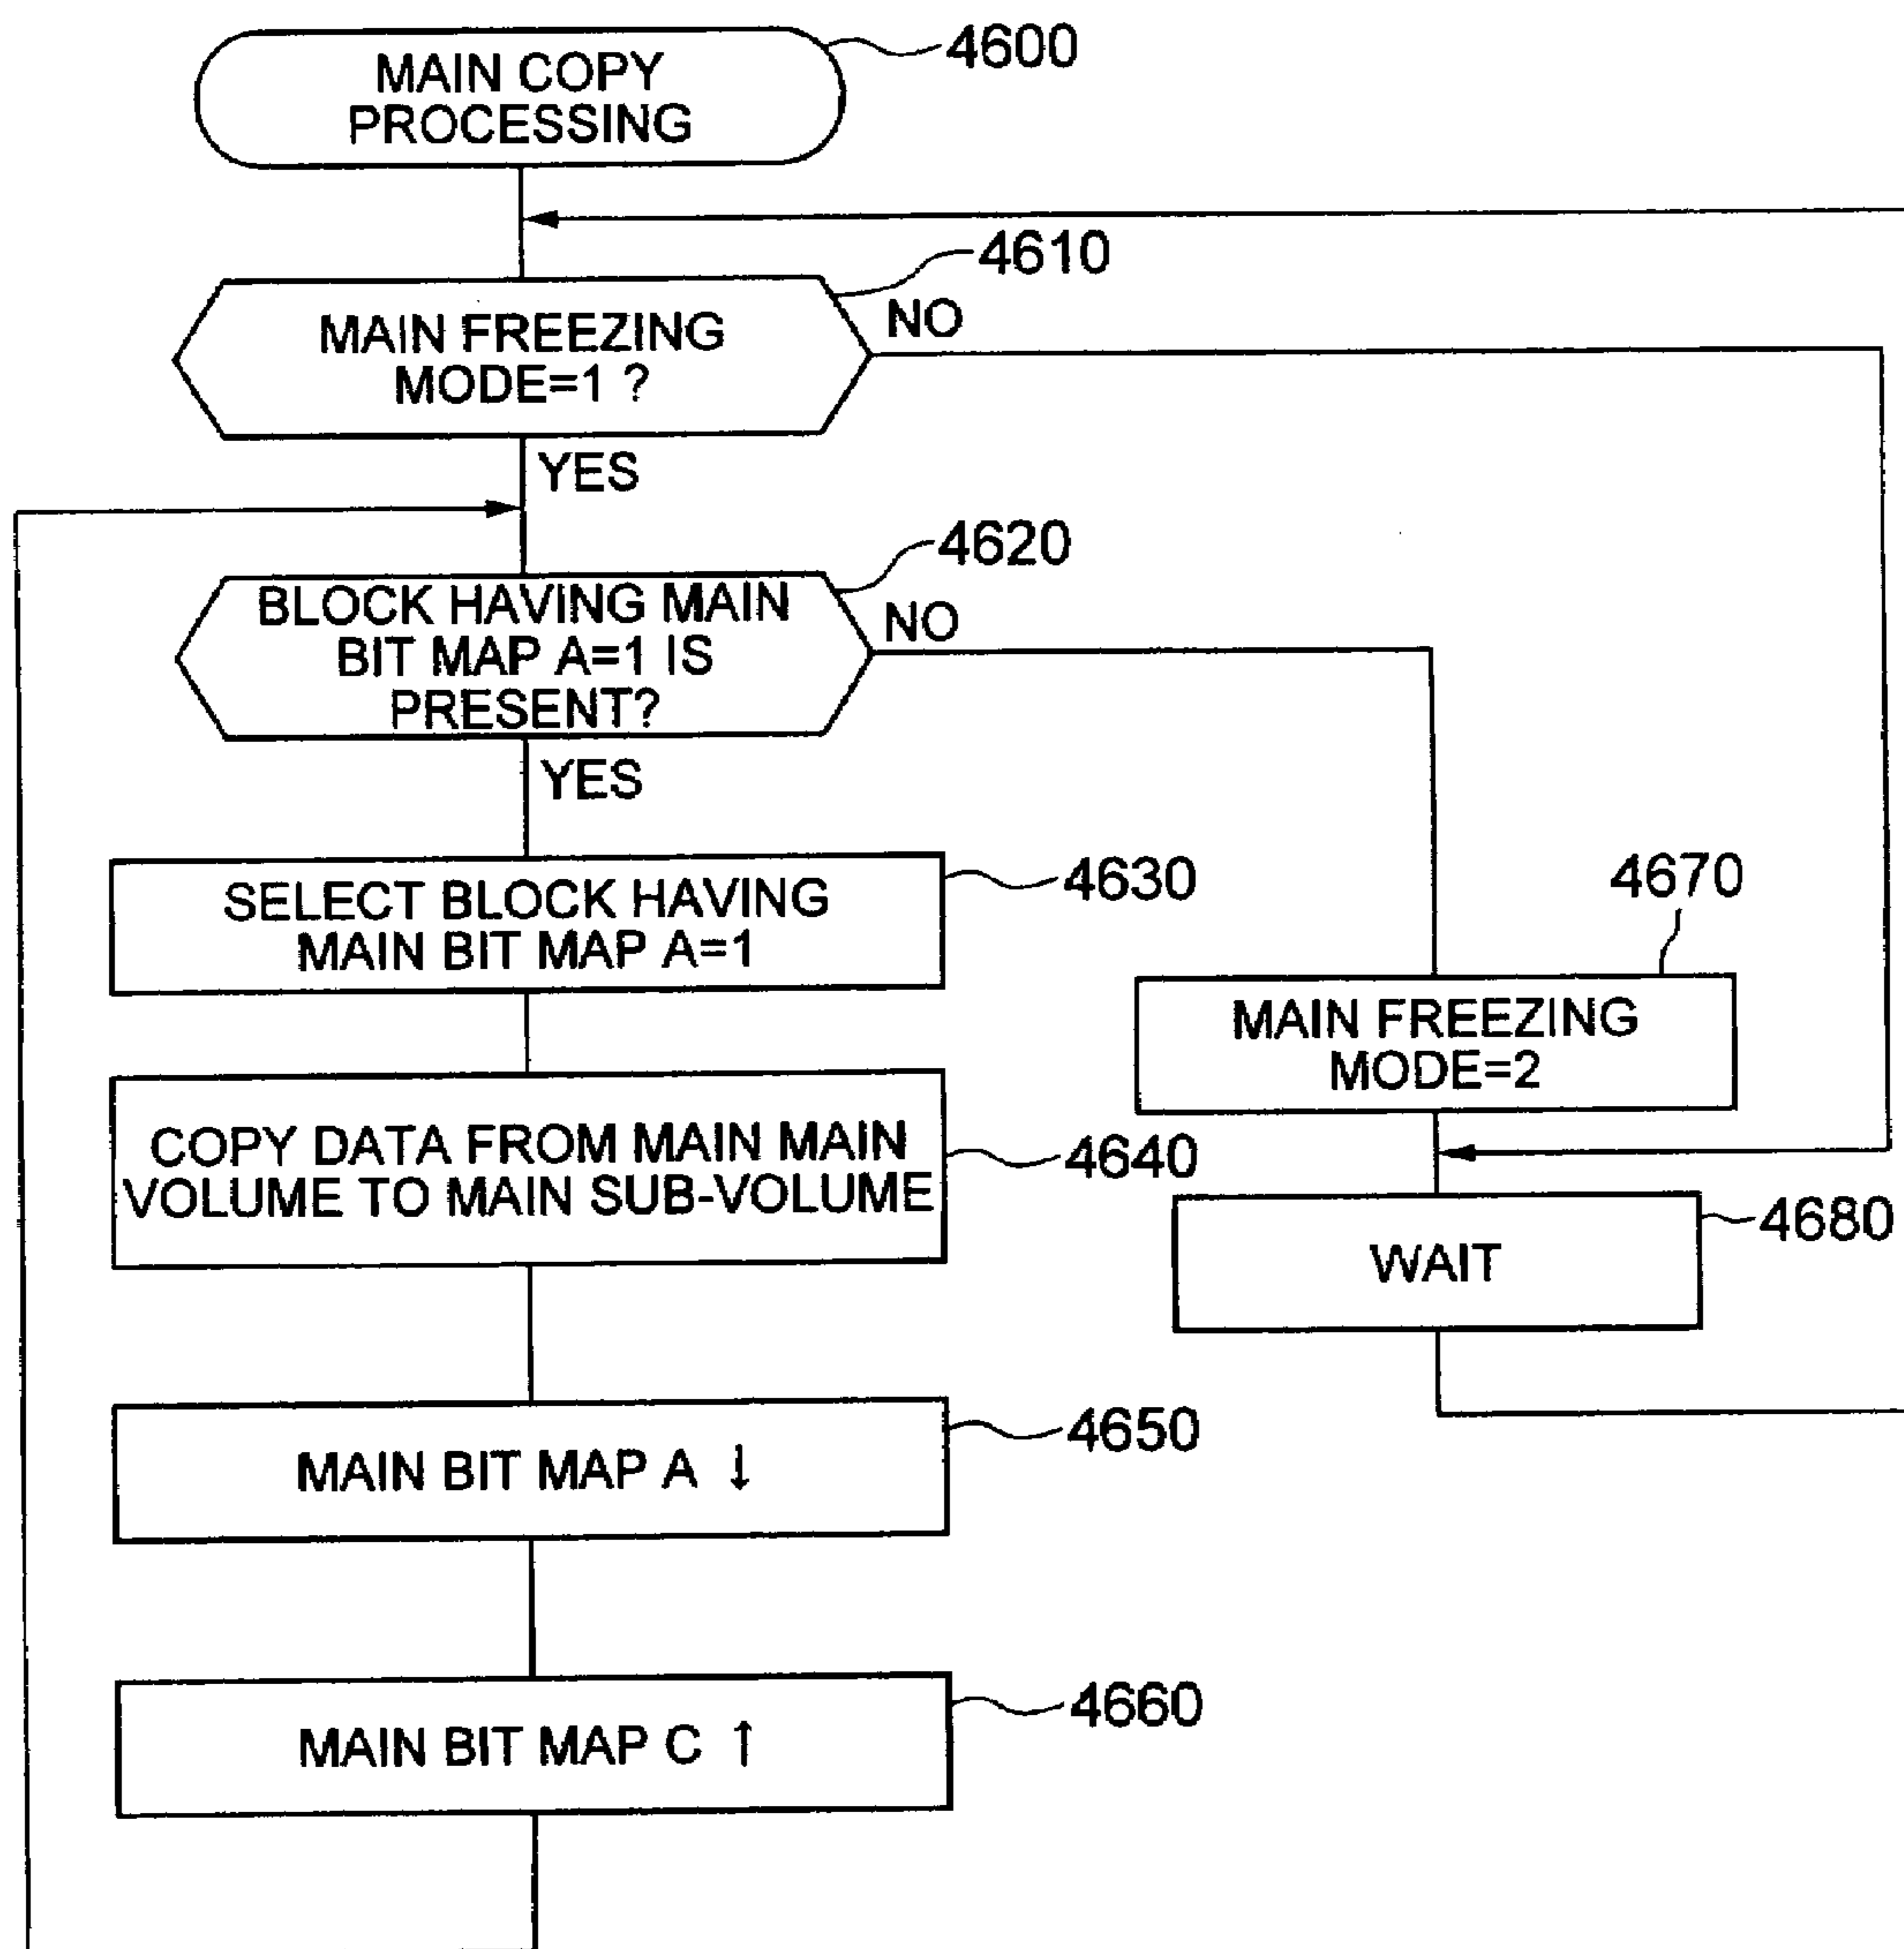 MAIN COPY
PROCESSING
4600
MAIN FREEZING
MODE=1 ?
4610
NO
YES
BLOCK HAVING MAIN
BIT MAP A=1 IS
PRESENT?
4620
NO
YES
SELECT BLOCK HAVING
MAIN BIT MAP A=1
4630
COPY DATA FROM MAIN MAIN
VOLUME TO MAIN SUB-VOLUME
4640
MAIN BIT MAP A ↓
4650
MAIN BIT MAP C ↑
4660
4670
MAIN FREEZING
MODE=2
WAIT
4680